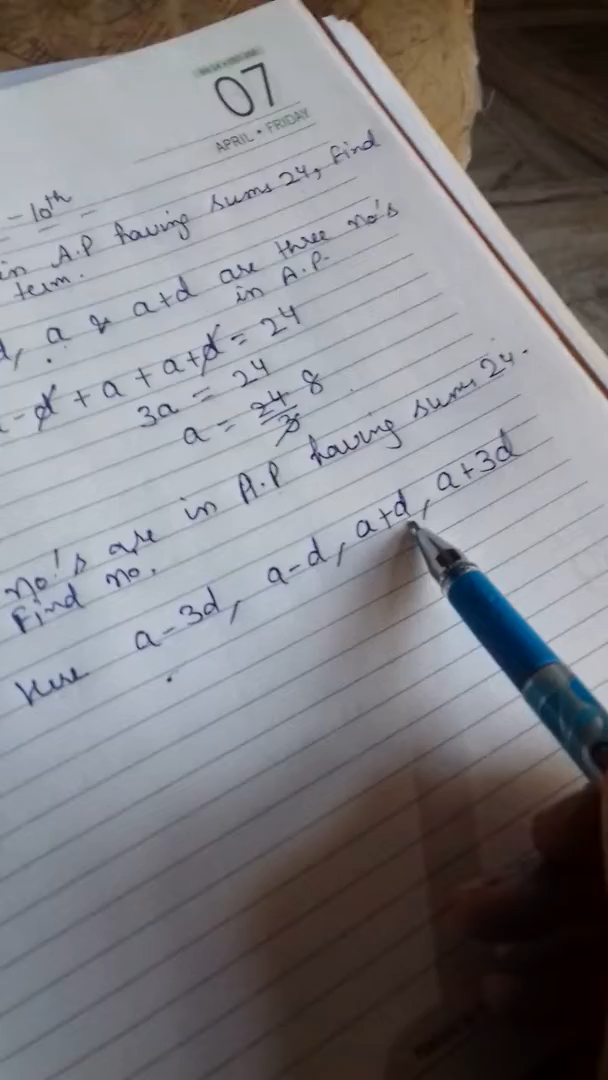 07
APRIL • FRIDAY
- 10th
in A.P having sums 24, Find
term.
d, a & a+d are three no's
in A.P.
a - d + a + a + d = 24
3a = 24
a = 24/3 8
no!s are in A.P having sums 24.
Find no.
Here a - 3d, a - d, a+d, a+3d